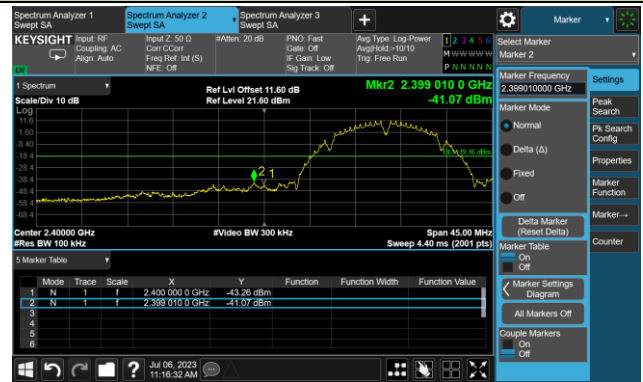 Spectrum Analyzer 1
Swept SA
Spectrum Analyzer 2
Swept SA
Spectrum Analyzer 3
Swept SA
+
Marker
KEYSIGHT
Input: RF
Coupling: AC
Align: Auto
Input Z: 50 Ω
Corr CCorr
Freq Ref: Int (S)
NFE: Off
#Atten: 20 dB
PNO: Fast
Gate: Off
IF Gain: Low
Sig Track: Off
Avg Type: Log-Power
Avg|Hold:>10/10
Trig: Free Run
1 2 3 4 5 6
M W W W W W
P N N N N N
Select Marker
Marker 2
1 Spectrum
Scale/Div 10 dB
Log
Ref Lvl Offset 11.60 dB
Ref Level 21.60 dBm
Mkr2 2.399 010 0 GHz
-41.07 dBm
11.6
1.60
-8.40
-18.4
-28.4
-38.4
-48.4
-58.4
-68.4
2 1
Center 2.40000 GHz
#Res BW 100 kHz
#Video BW 300 kHz
Span 45.00 MHz
Sweep 4.40 ms (2001 pts)
5 Marker Table
Mode Trace Scale X Y Function Function Width Function Value
1 N 1 f 2.400 000 0 GHz -43.26 dBm
2 N 1 f 2.399 010 0 GHz -41.07 dBm
3
4
5
6
Marker Frequency
2.399010000 GHz
Marker Mode
Normal
Delta (Δ)
Fixed
Off
Delta Marker
(Reset Delta)
Marker Table
On
Off
Marker Settings
Diagram
All Markers Off
Couple Markers
On
Off
Settings
Peak
Search
Pk Search
Config
Properties
Marker
Function
Marker→
Counter
?
Jul 06, 2023
11:16:32 AM